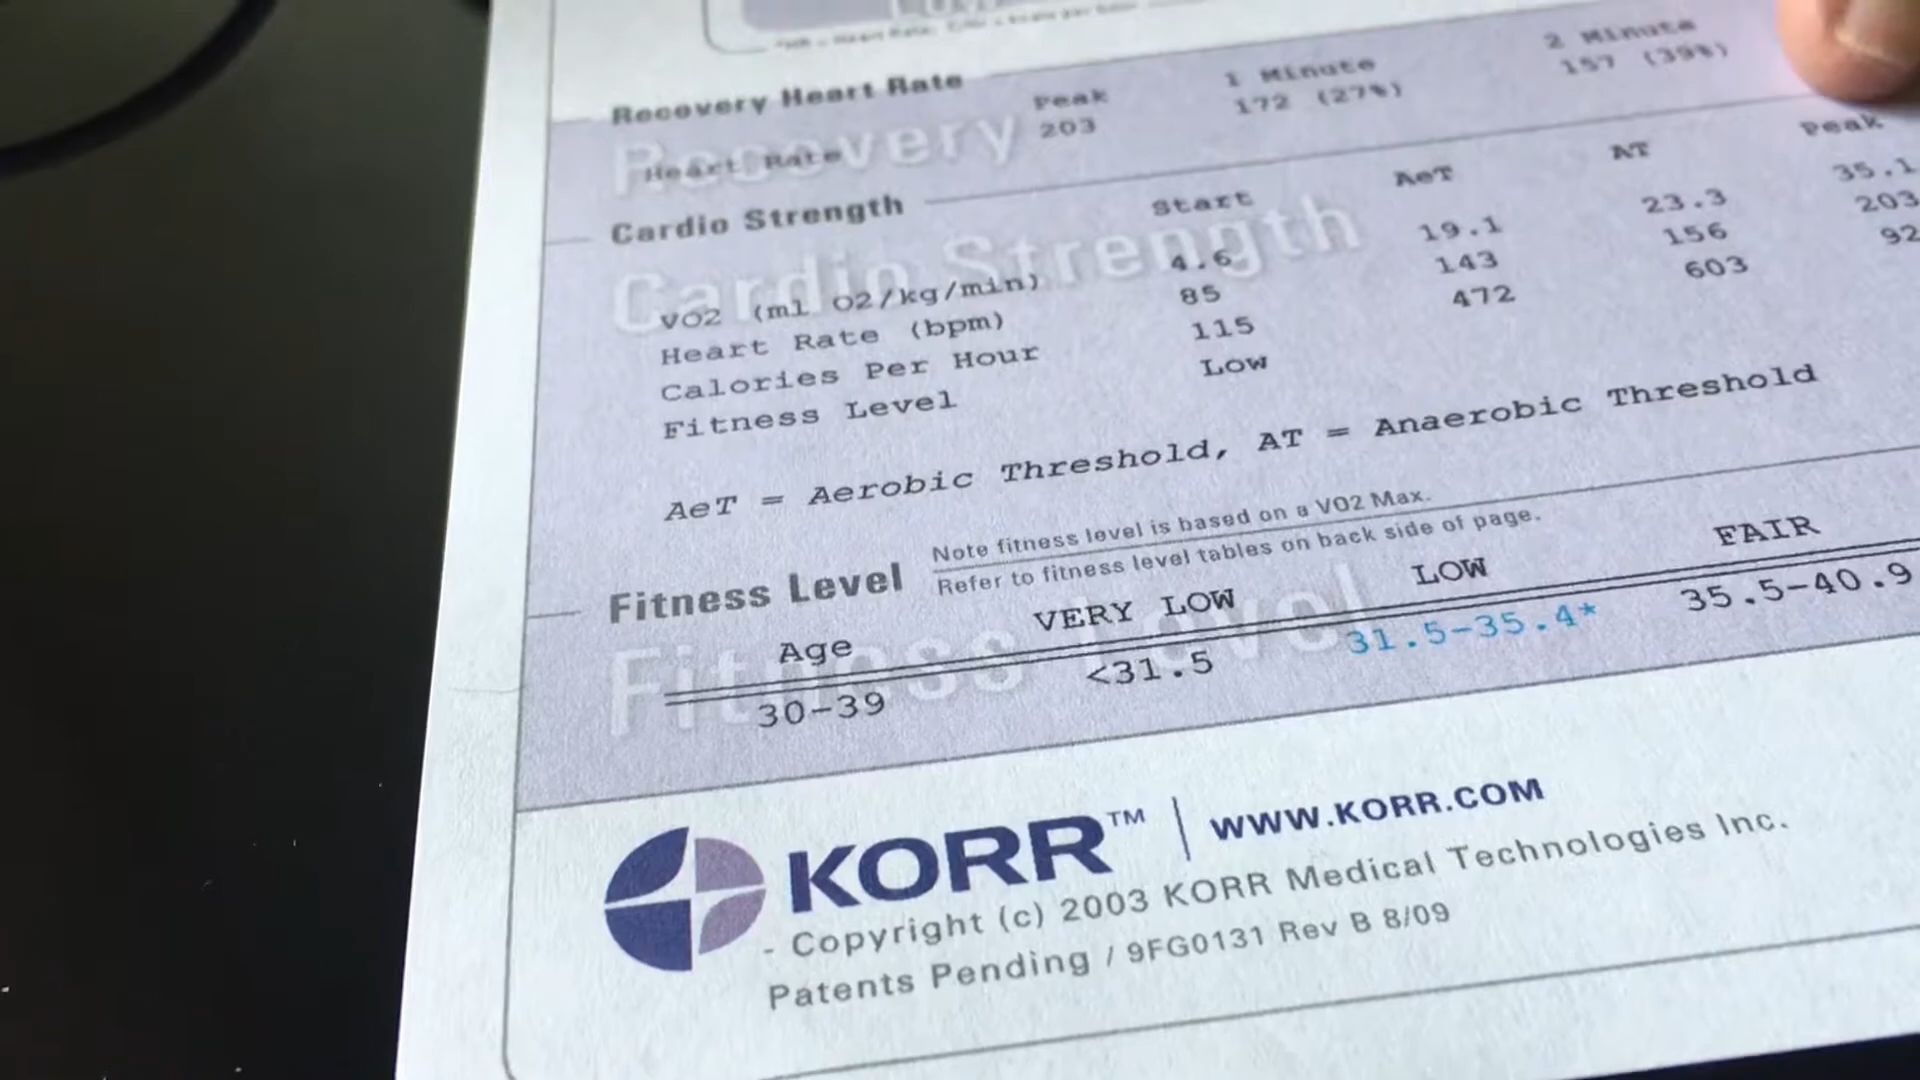 Recovery Heart Rate
Peak 1 Minute 2 Minute
Heart Rate 203 172 (27%) 157 (39%)
Recovery
Cardio Strength
Start AeT AT Peak
Cardio Strength
VO2 (ml O2/kg/min) 4.6 19.1 23.3 35.1
Heart Rate (bpm) 85 143 156 203
Calories Per Hour 115 472 603 92
Fitness Level Low
AeT = Aerobic Threshold, AT = Anaerobic Threshold
Fitness Level
Note fitness level is based on a VO2 Max.
Refer to fitness level tables on back side of page.
Fitness Level
Age VERY LOW LOW FAIR
30-39 <31.5 31.5-35.4* 35.5-40.9
KORR™ | WWW.KORR.COM
- Copyright (c) 2003 KORR Medical Technologies Inc.
Patents Pending / 9FG0131 Rev B 8/09